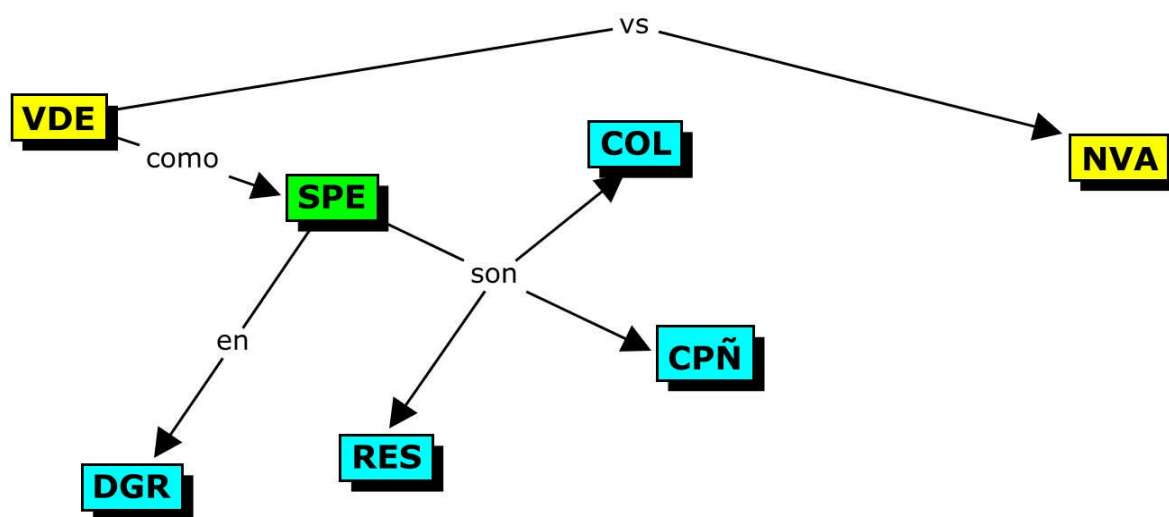 vs
VDE
COL
como
NVA
SPE
son
en
CPÑ
RES
DGR